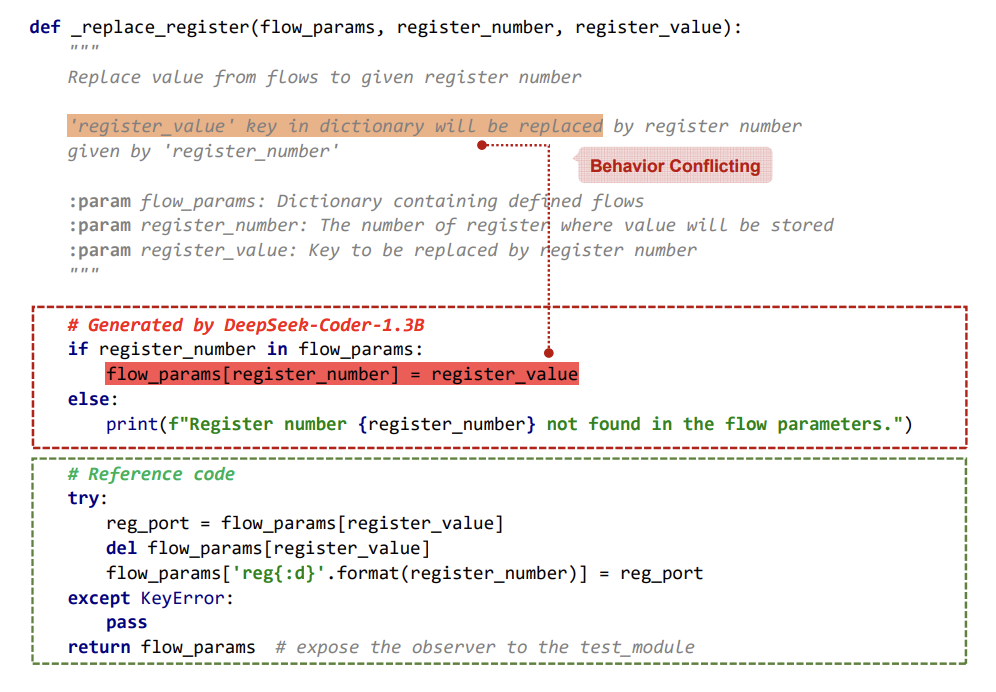 def _replace_register(flow_params, register_number, register_value):
"""
Replace value from flows to given register number
'register_value' key in dictionary will be replaced by register number
given by 'register_number'
Behavior Conflicting
:param flow_params: Dictionary containing defined flows
:param register_number: The number of register where value will be stored
:param register_value: Key to be replaced by register number
"""
# Generated by DeepSeek-Coder-1.3B
if register_number in flow_params:
flow_params[register_number] = register_value
else:
print(f"Register number {register_number} not found in the flow parameters.")
# Reference code
try:
reg_port = flow_params[register_value]
del flow_params[register_value]
flow_params['reg{:d}'.format(register_number)] = reg_port
except KeyError:
pass
return flow_params  # expose the observer to the test_module